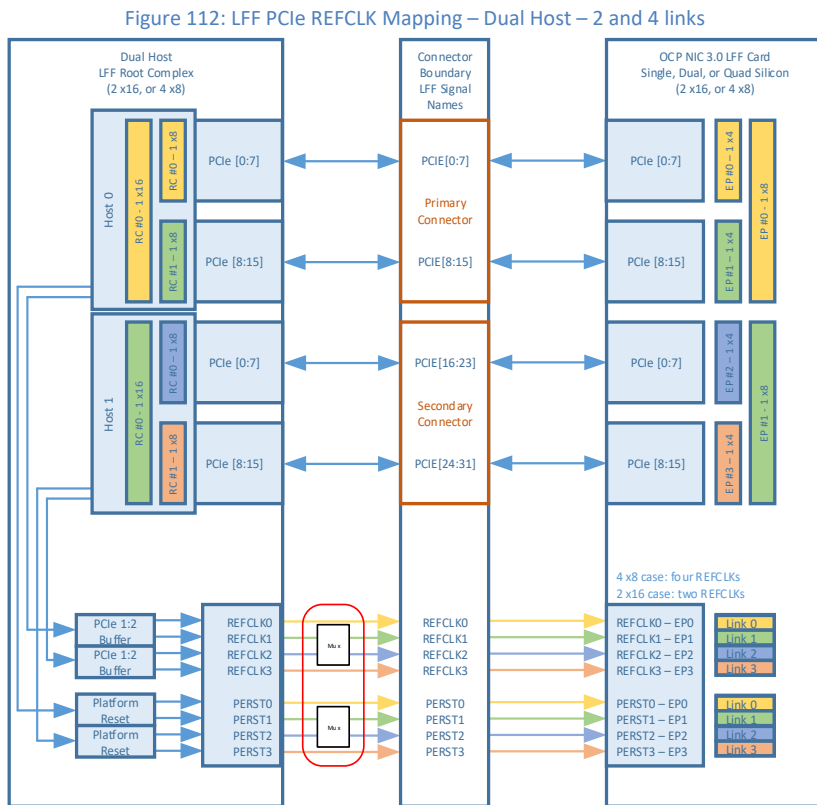 Figure 112: LFF PCIe REFCLK Mapping – Dual Host – 2 and 4 links
Dual Host
LFF Root Complex
(2 x16, or 4 x8)
Connector
Boundary
LFF Signal
Names
OCP NIC 3.0 LFF Card
Single, Dual, or Quad Silicon
(2 x16, or 4 x8)
Host 0
RC #0 - 1 x16
RC #0 – 1 x8
PCIe [0:7]
PCIE[0:7]
PCIe [0:7]
EP #0 – 1 x4
EP #0 - 1 x8
Primary
Connector
RC #1 – 1 x8
PCIe [8:15]
PCIE[8:15]
PCIe [8:15]
EP #1 – 1 x4
Host 1
RC #0 - 1 x16
RC #0 – 1 x8
PCIe [0:7]
PCIE[16:23]
PCIe [0:7]
EP #2 – 1 x4
EP #1 - 1 x8
Secondary
Connector
RC #1 – 1 x8
PCIe [8:15]
PCIE[24:31]
PCIe [8:15]
EP #3 – 1 x4
4 x8 case: four REFCLKs
2 x16 case: two REFCLKs
PCIe 1:2
Buffer
PCIe 1:2
Buffer
REFCLK0
REFCLK1
REFCLK2
REFCLK3
Mux
REFCLK0
REFCLK1
REFCLK2
REFCLK3
REFCLK0 – EP0
REFCLK1 – EP1
REFCLK2 – EP2
REFCLK3 – EP3
Link 0
Link 1
Link 2
Link 3
Platform
Reset
Platform
Reset
PERST0
PERST1
PERST2
PERST3
Mux
PERST0
PERST1
PERST2
PERST3
PERST0 – EP0
PERST1 – EP1
PERST2 – EP2
PERST3 – EP3
Link 0
Link 1
Link 2
Link 3